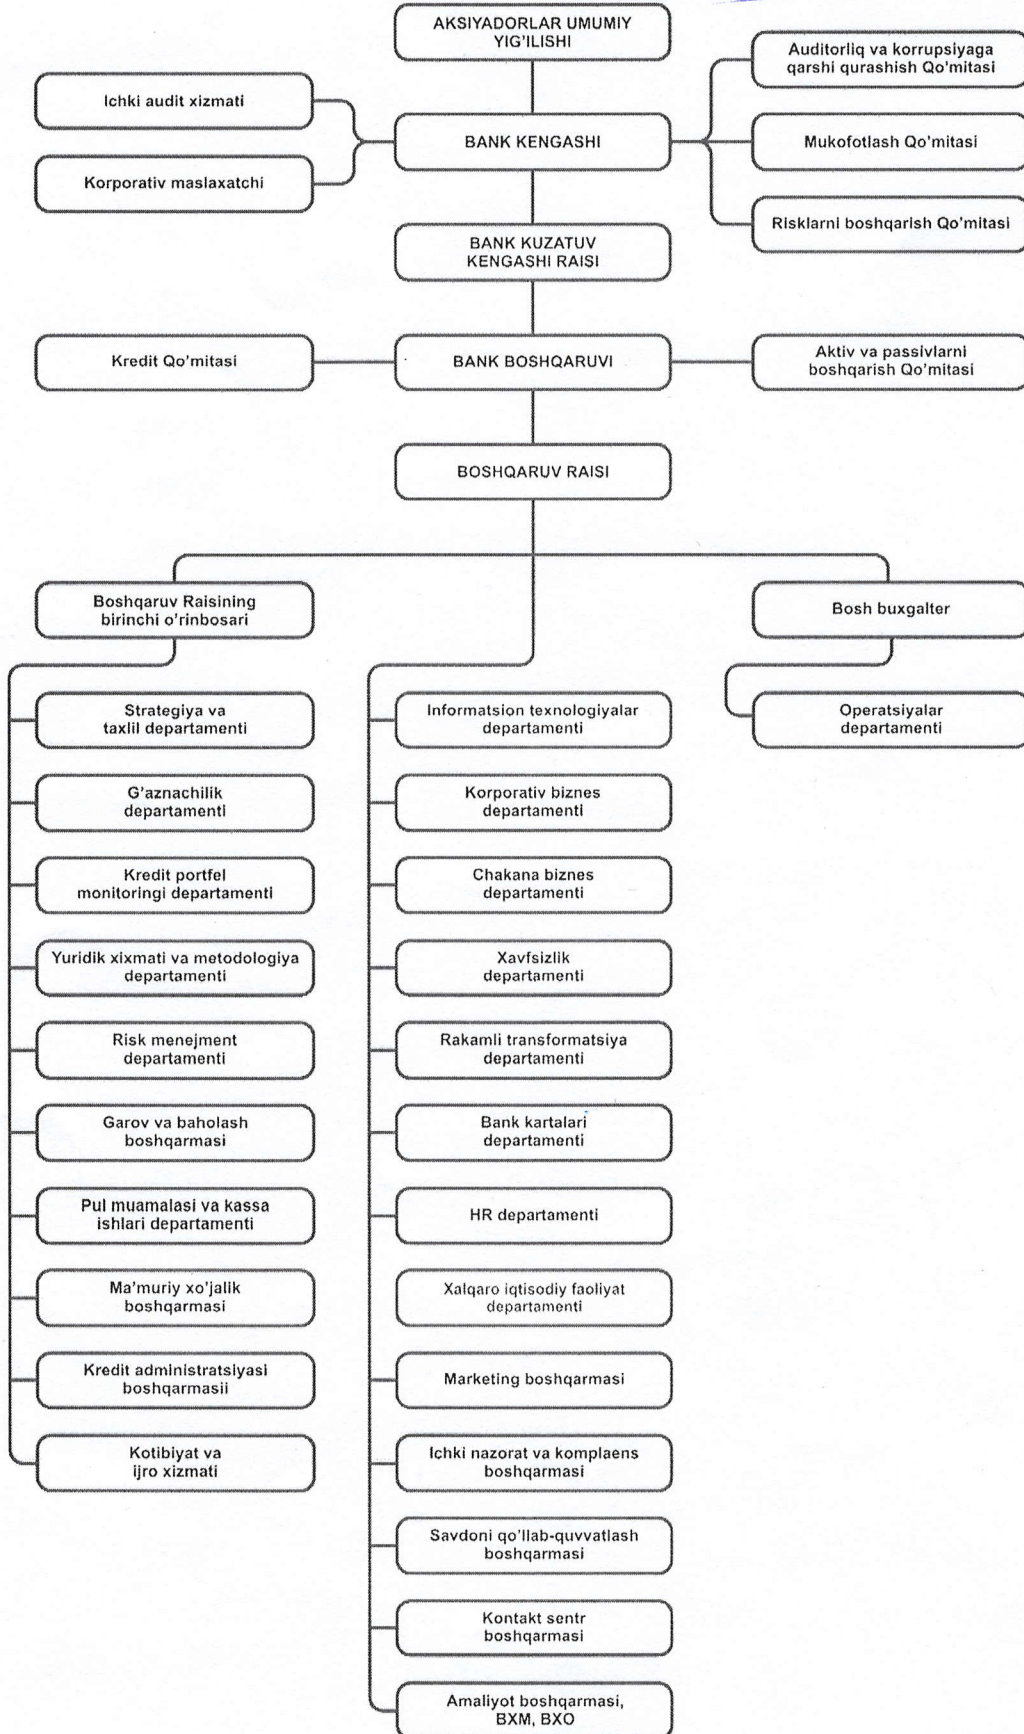 AKSIYADORLAR UMUMIY
YIG'ILISHI
Auditorliq va korrupsiyaga
qarshi qurashish Qo'mitasi
Ichki audit xizmati
BANK KENGASHI
Mukofotlash Qo'mitasi
Korporativ maslaxatchi
Risklarni boshqarish Qo'mitasi
BANK KUZATUV
KENGASHI RAISI
Kredit Qo'mitasi
BANK BOSHQARUVI
Aktiv va passivlarni
boshqarish Qo'mitasi
BOSHQARUV RAISI
Boshqaruv Raisining
birinchi o'rinbosari
Bosh buxgalter
Strategiya va
taxlil departamenti
G'aznachilik
departamenti
Kredit portfel
monitoringi departamenti
Yuridik xixmati va metodologiya
departamenti
Risk menejment
departamenti
Garov va baholash
boshqarmasi
Pul muamalasi va kassa
ishlari departamenti
Ma'muriy xo'jalik
boshqarmasi
Kredit administratsiyasi
boshqarmasii
Kotibiyat va
ijro xizmati
Informatsion texnologiyalar
departamenti
Korporativ biznes
departamenti
Chakana biznes
departamenti
Xavfsizlik
departamenti
Rakamli transformatsiya
departamenti
Bank kartalari
departamenti
HR departamenti
Xalqaro iqtisodiy faoliyat
departamenti
Marketing boshqarmasi
Ichki nazorat va komplaens
boshqarmasi
Savdoni qo'llab-quvvatlash
boshqarmasi
Kontakt sentr
boshqarmasi
Amaliyot boshqarmasi,
BXM, BXO
Operatsiyalar
departamenti